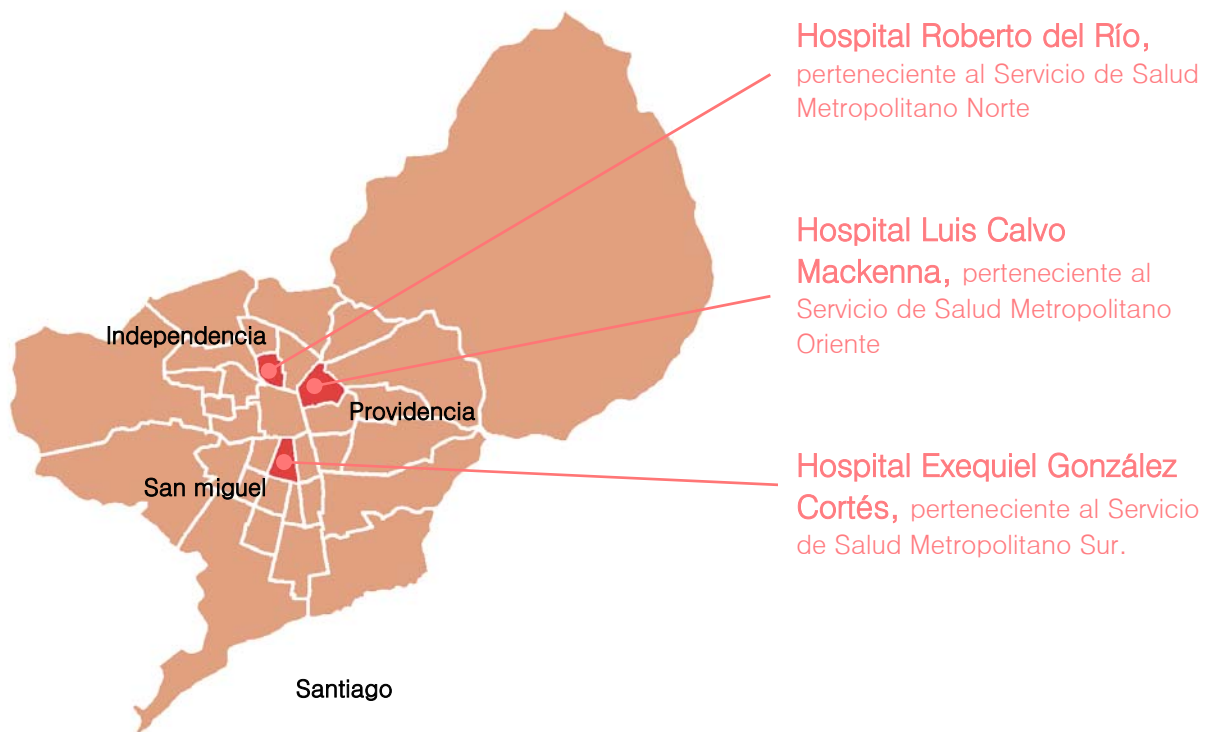 Hospital Roberto del Río,
perteneciente al Servicio de Salud
Metropolitano Norte
Hospital Luis Calvo
Mackenna, perteneciente al
Servicio de Salud Metropolitano
Oriente
Independencia
Providencia
Hospital Exequiel González
Cortés, perteneciente al Servicio
de Salud Metropolitano Sur.
San miguel
Santiago